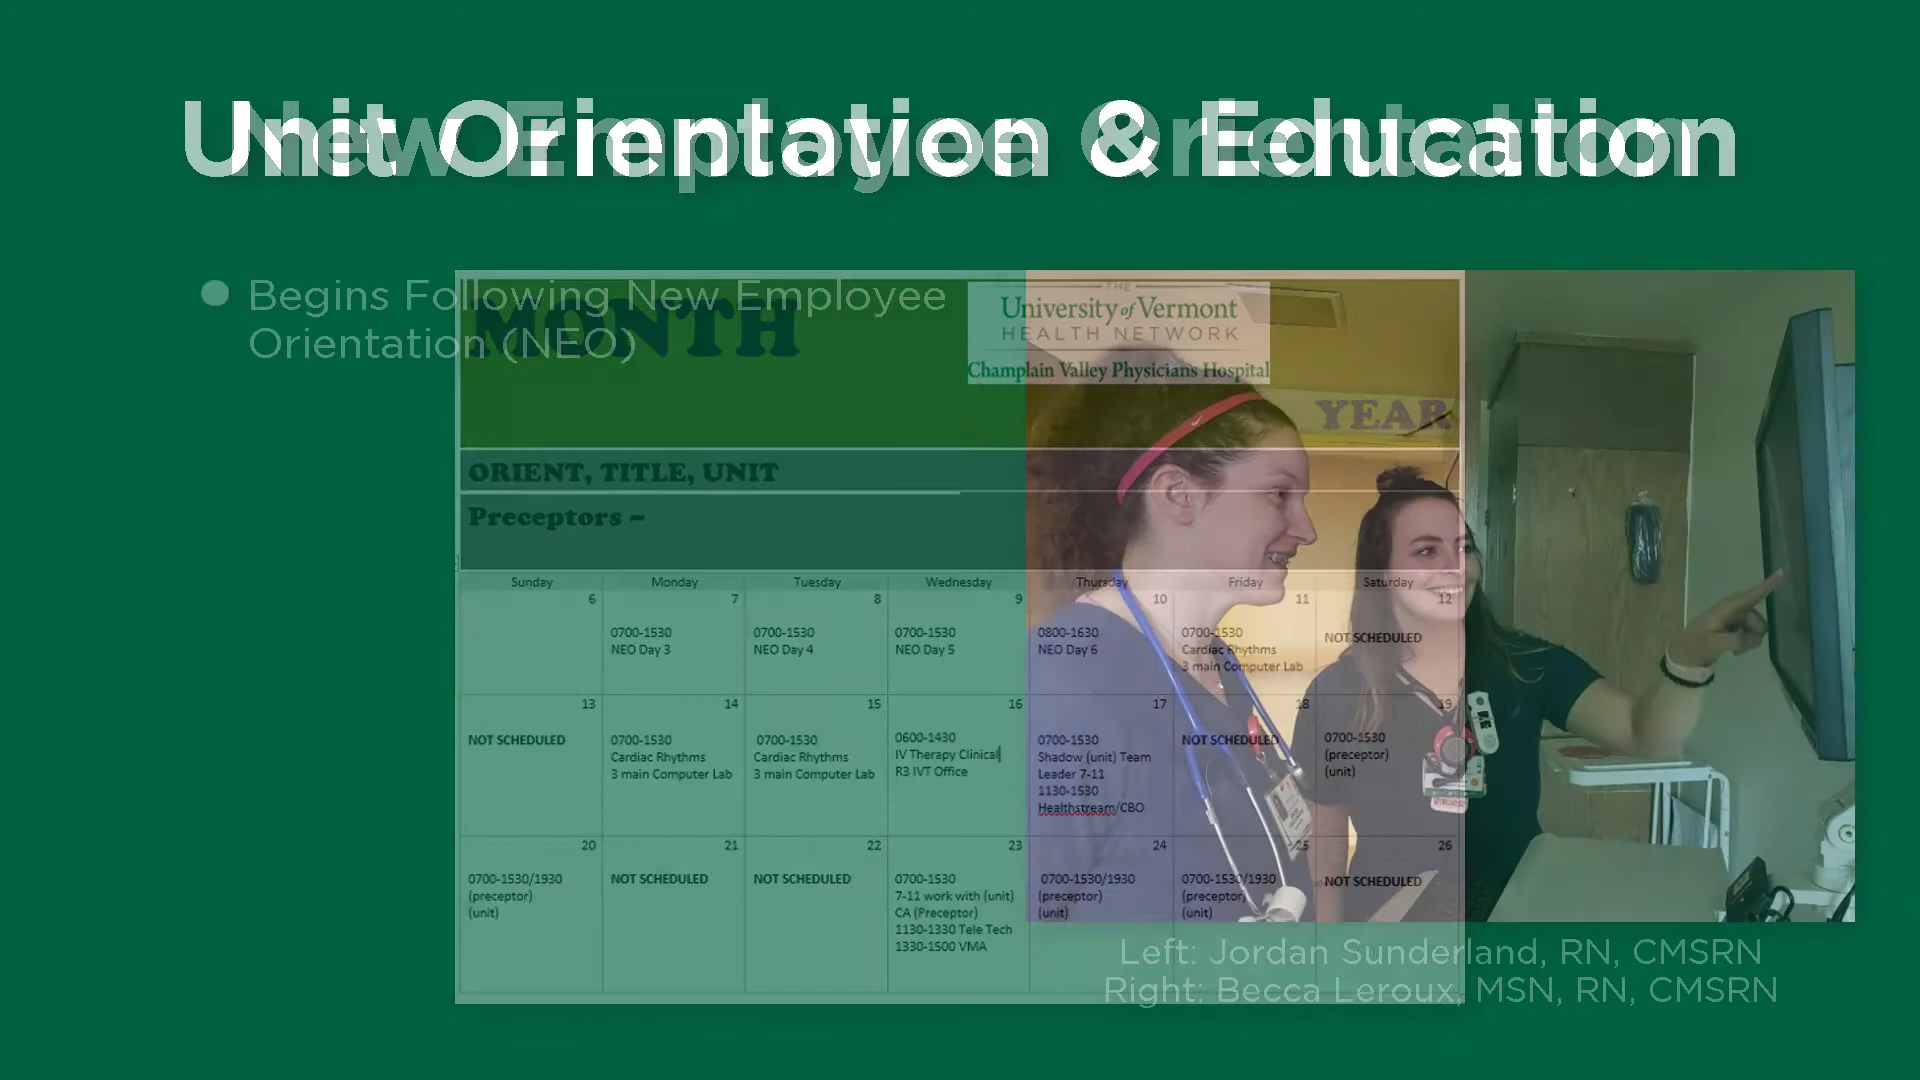 Unit Orientation & Education
New Employee Orientation
Begins Following New Employee
Orientation (NEO)
MONTH
THE
University of Vermont
HEALTH NETWORK
Champlain Valley Physicians Hospital
YEAR
ORIENT, TITLE, UNIT
Preceptors –
Sunday Monday Tuesday Wednesday Thursday Friday Saturday
6 7 8 9 10 11 12
0700-1530 0700-1530 0700-1530 0800-1630 0700-1530 NOT SCHEDULED
NEO Day 3 NEO Day 4 NEO Day 5 NEO Day 6 Cardiac Rhythms
3 main Computer Lab
13 14 15 16 17 18 19
NOT SCHEDULED 0700-1530 0700-1530 0600-1430 0700-1530 NOT SCHEDULED 0700-1530
Cardiac Rhythms Cardiac Rhythms IV Therapy Clinical Shadow (unit) Team (preceptor)
3 main Computer Lab 3 main Computer Lab R3 IVT Office Leader 7-11 (unit)
1130-1530
Healthstream/CBO
20 21 22 23 24 25 26
0700-1530/1930 NOT SCHEDULED NOT SCHEDULED 0700-1530 0700-1530/1930 0700-1530/1930 NOT SCHEDULED
(preceptor) 7-11 work with (unit) (preceptor) (preceptor)
(unit) CA (Preceptor) (unit) (unit)
1130-1330 Tele Tech
1330-1500 VMA
Left: Jordan Sunderland, RN, CMSRN
Right: Becca Leroux, MSN, RN, CMSRN